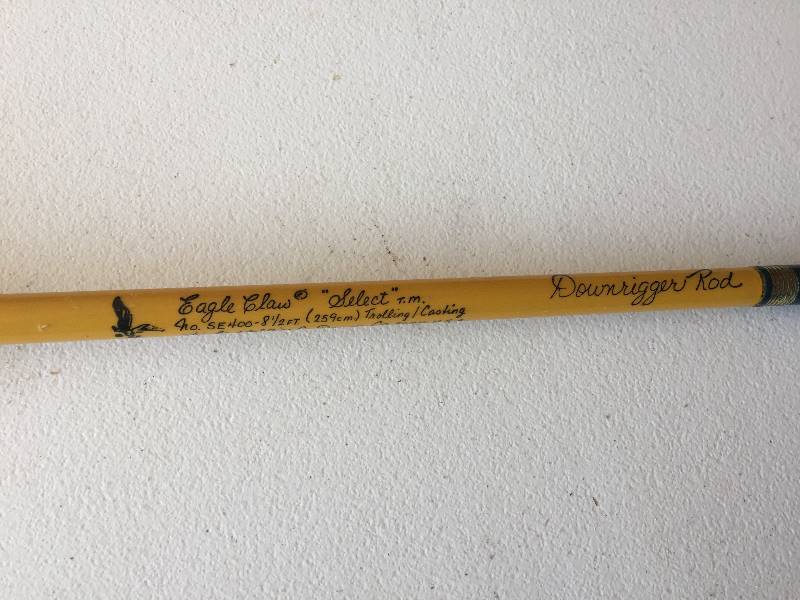 Eagle Claw® "Select" T.M.
No. SE400-8½FT (259cm) Trolling/Casting
Downrigger Rod